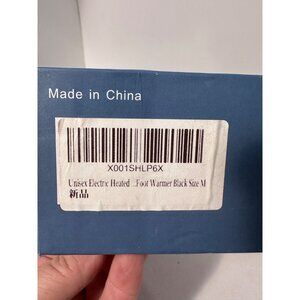 Made in China
X001SHLP6X
Unisex Electric Heated ...Foot Warmer Black Size M
新品